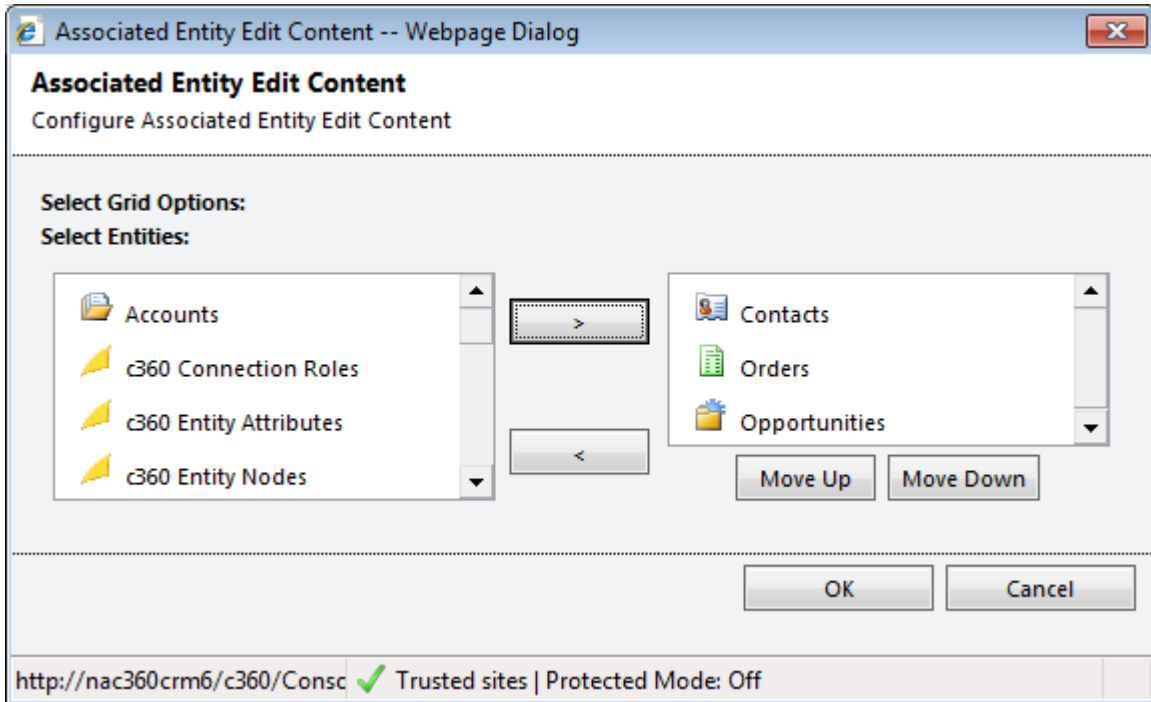 Associated Entity Edit Content -- Webpage Dialog
Associated Entity Edit Content
Configure Associated Entity Edit Content
Select Grid Options:
Select Entities:
Accounts
c360 Connection Roles
c360 Entity Attributes
c360 Entity Nodes
>
<
Contacts
Orders
Opportunities
Move Up Move Down
OK Cancel
http://nac360crm6/c360/Consc Trusted sites | Protected Mode: Off